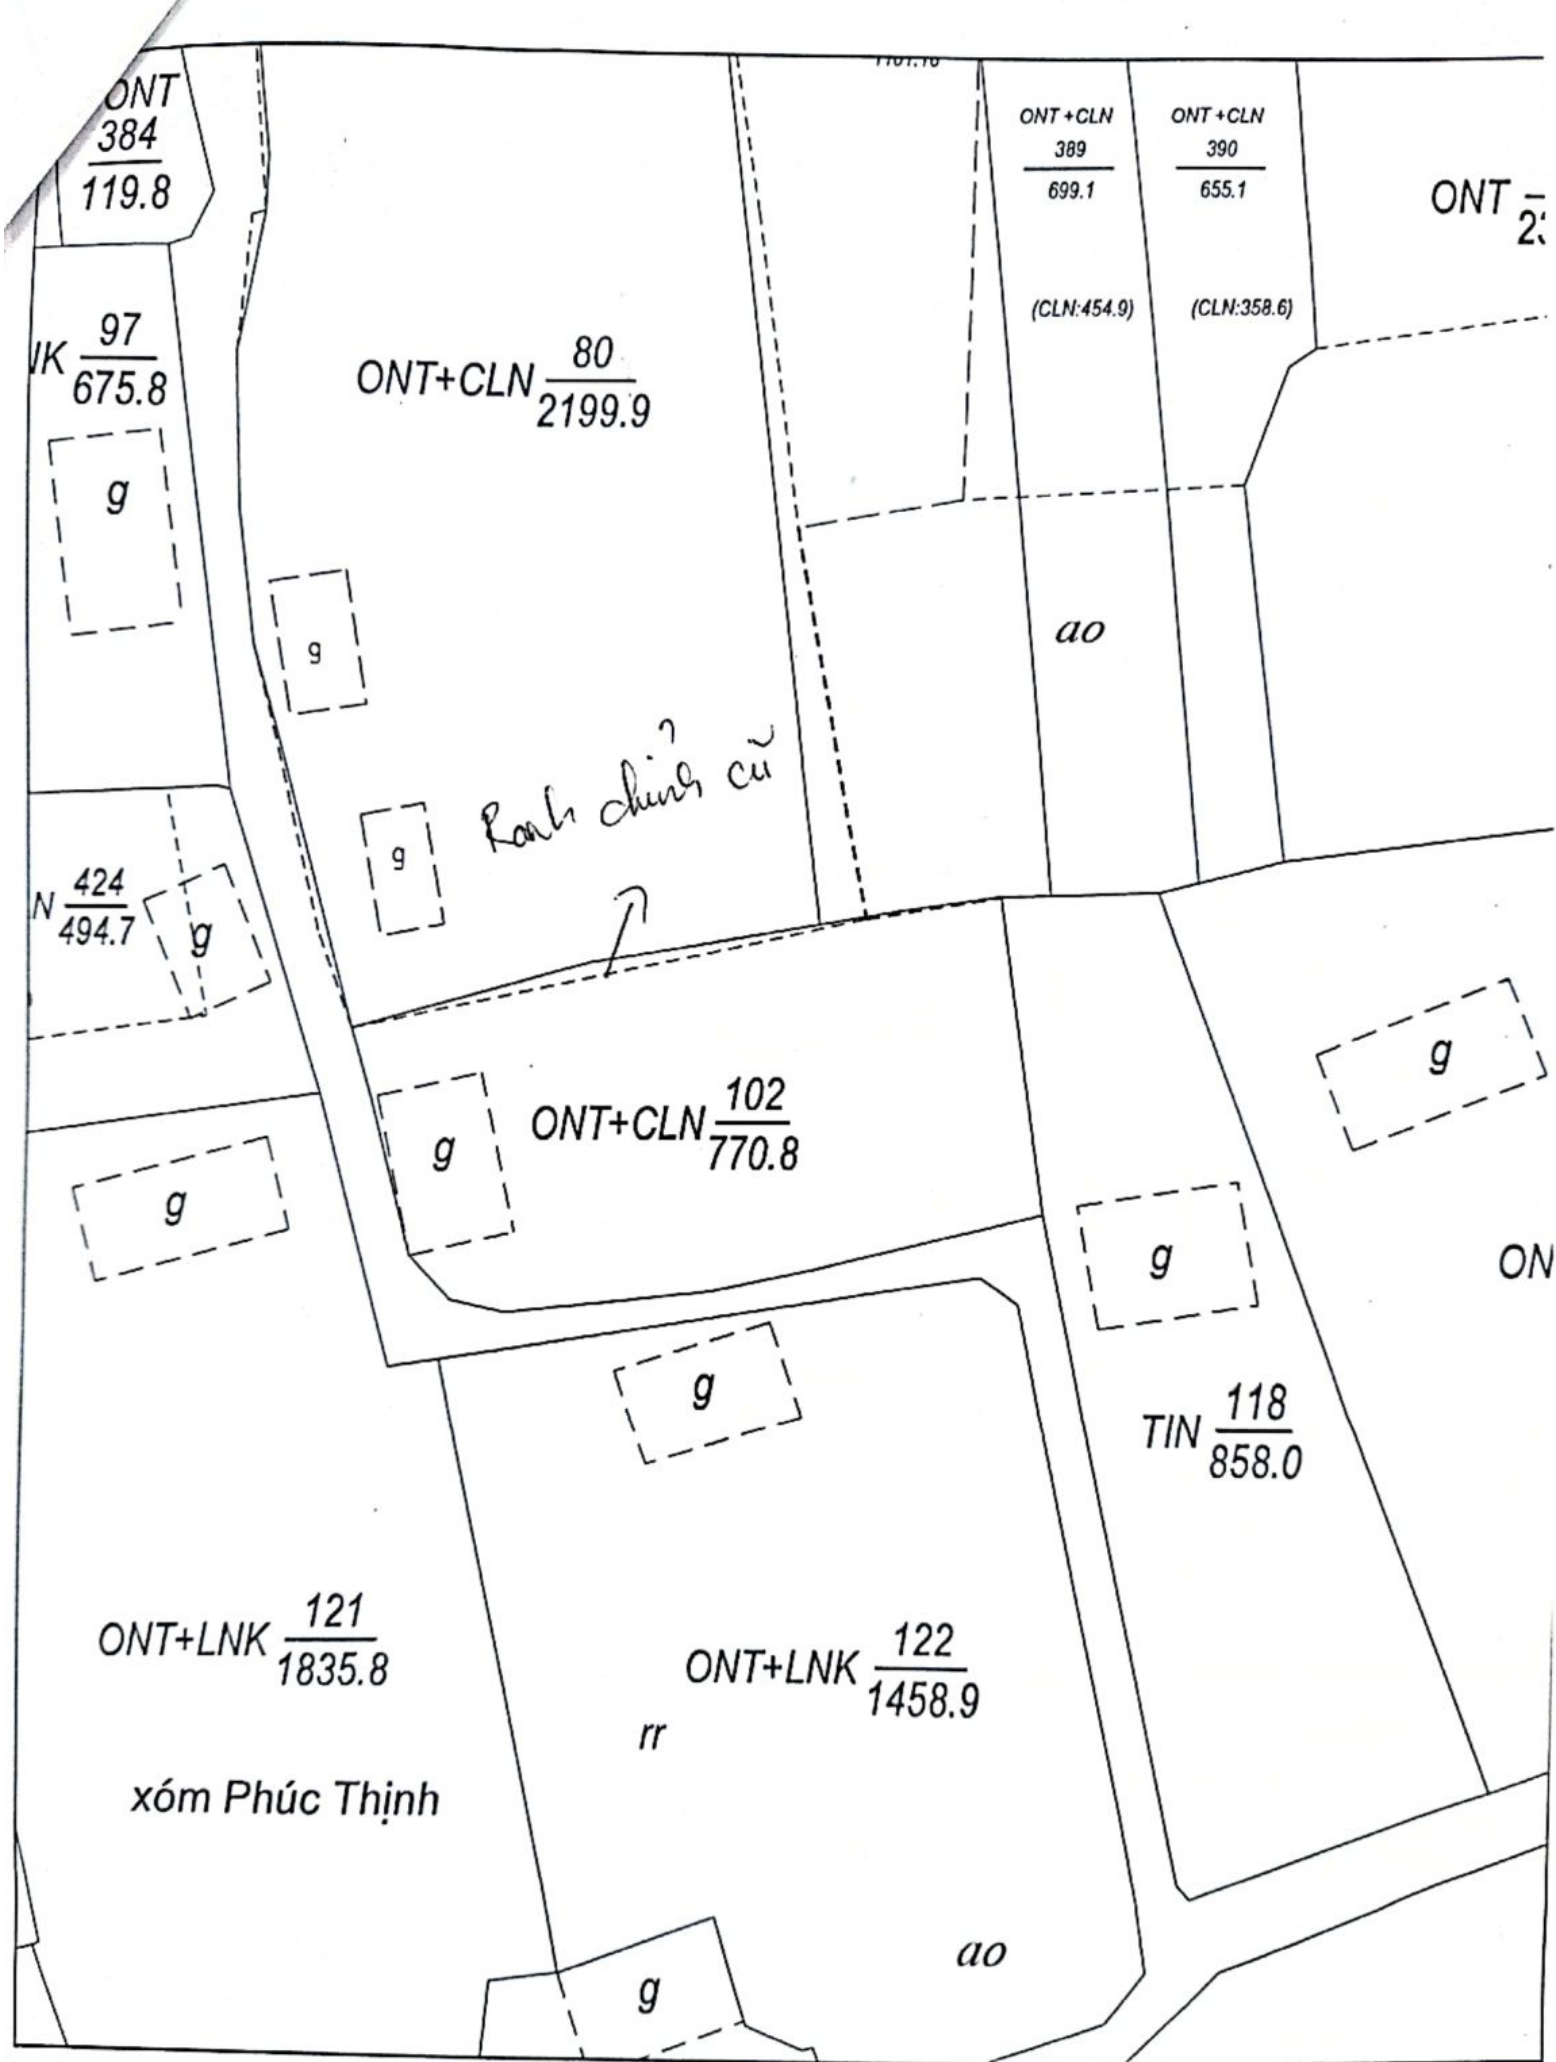 ONT
384
119.8
ONT+CLN
389
699.1
(CLN:454.9)
ONT+CLN
390
655.1
(CLN:358.6)
ONT
97
675.8
g
ONT+CLN 80
2199.9
g
g
Ranh chỉnh cũ
ao
N 424
494.7
g
g
ONT+CLN 102
770.8
g
g
g
g
TIN 118
858.0
ON
ONT+LNK 121
1835.8
ONT+LNK 122
1458.9
rr
xóm Phúc Thịnh
ao
g